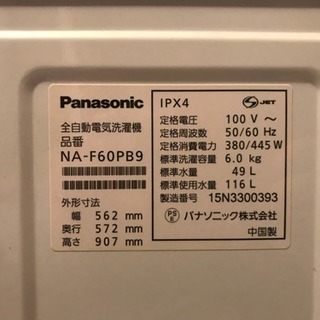 Panasonic
全自動電気洗濯機
品番
NA-F60PB9
外形寸法
幅 562 mm
奥行 572 mm
高さ 907 mm
IPX4
S JET
定格電圧 100 V ～
定格周波数 50/60 Hz
定格消費電力 380/445 W
標準洗濯容量 6.0 kg
標準水量 49 L
標準使用水量 116 L
製造番号 15N3300393
PS E パナソニック株式会社
中国製